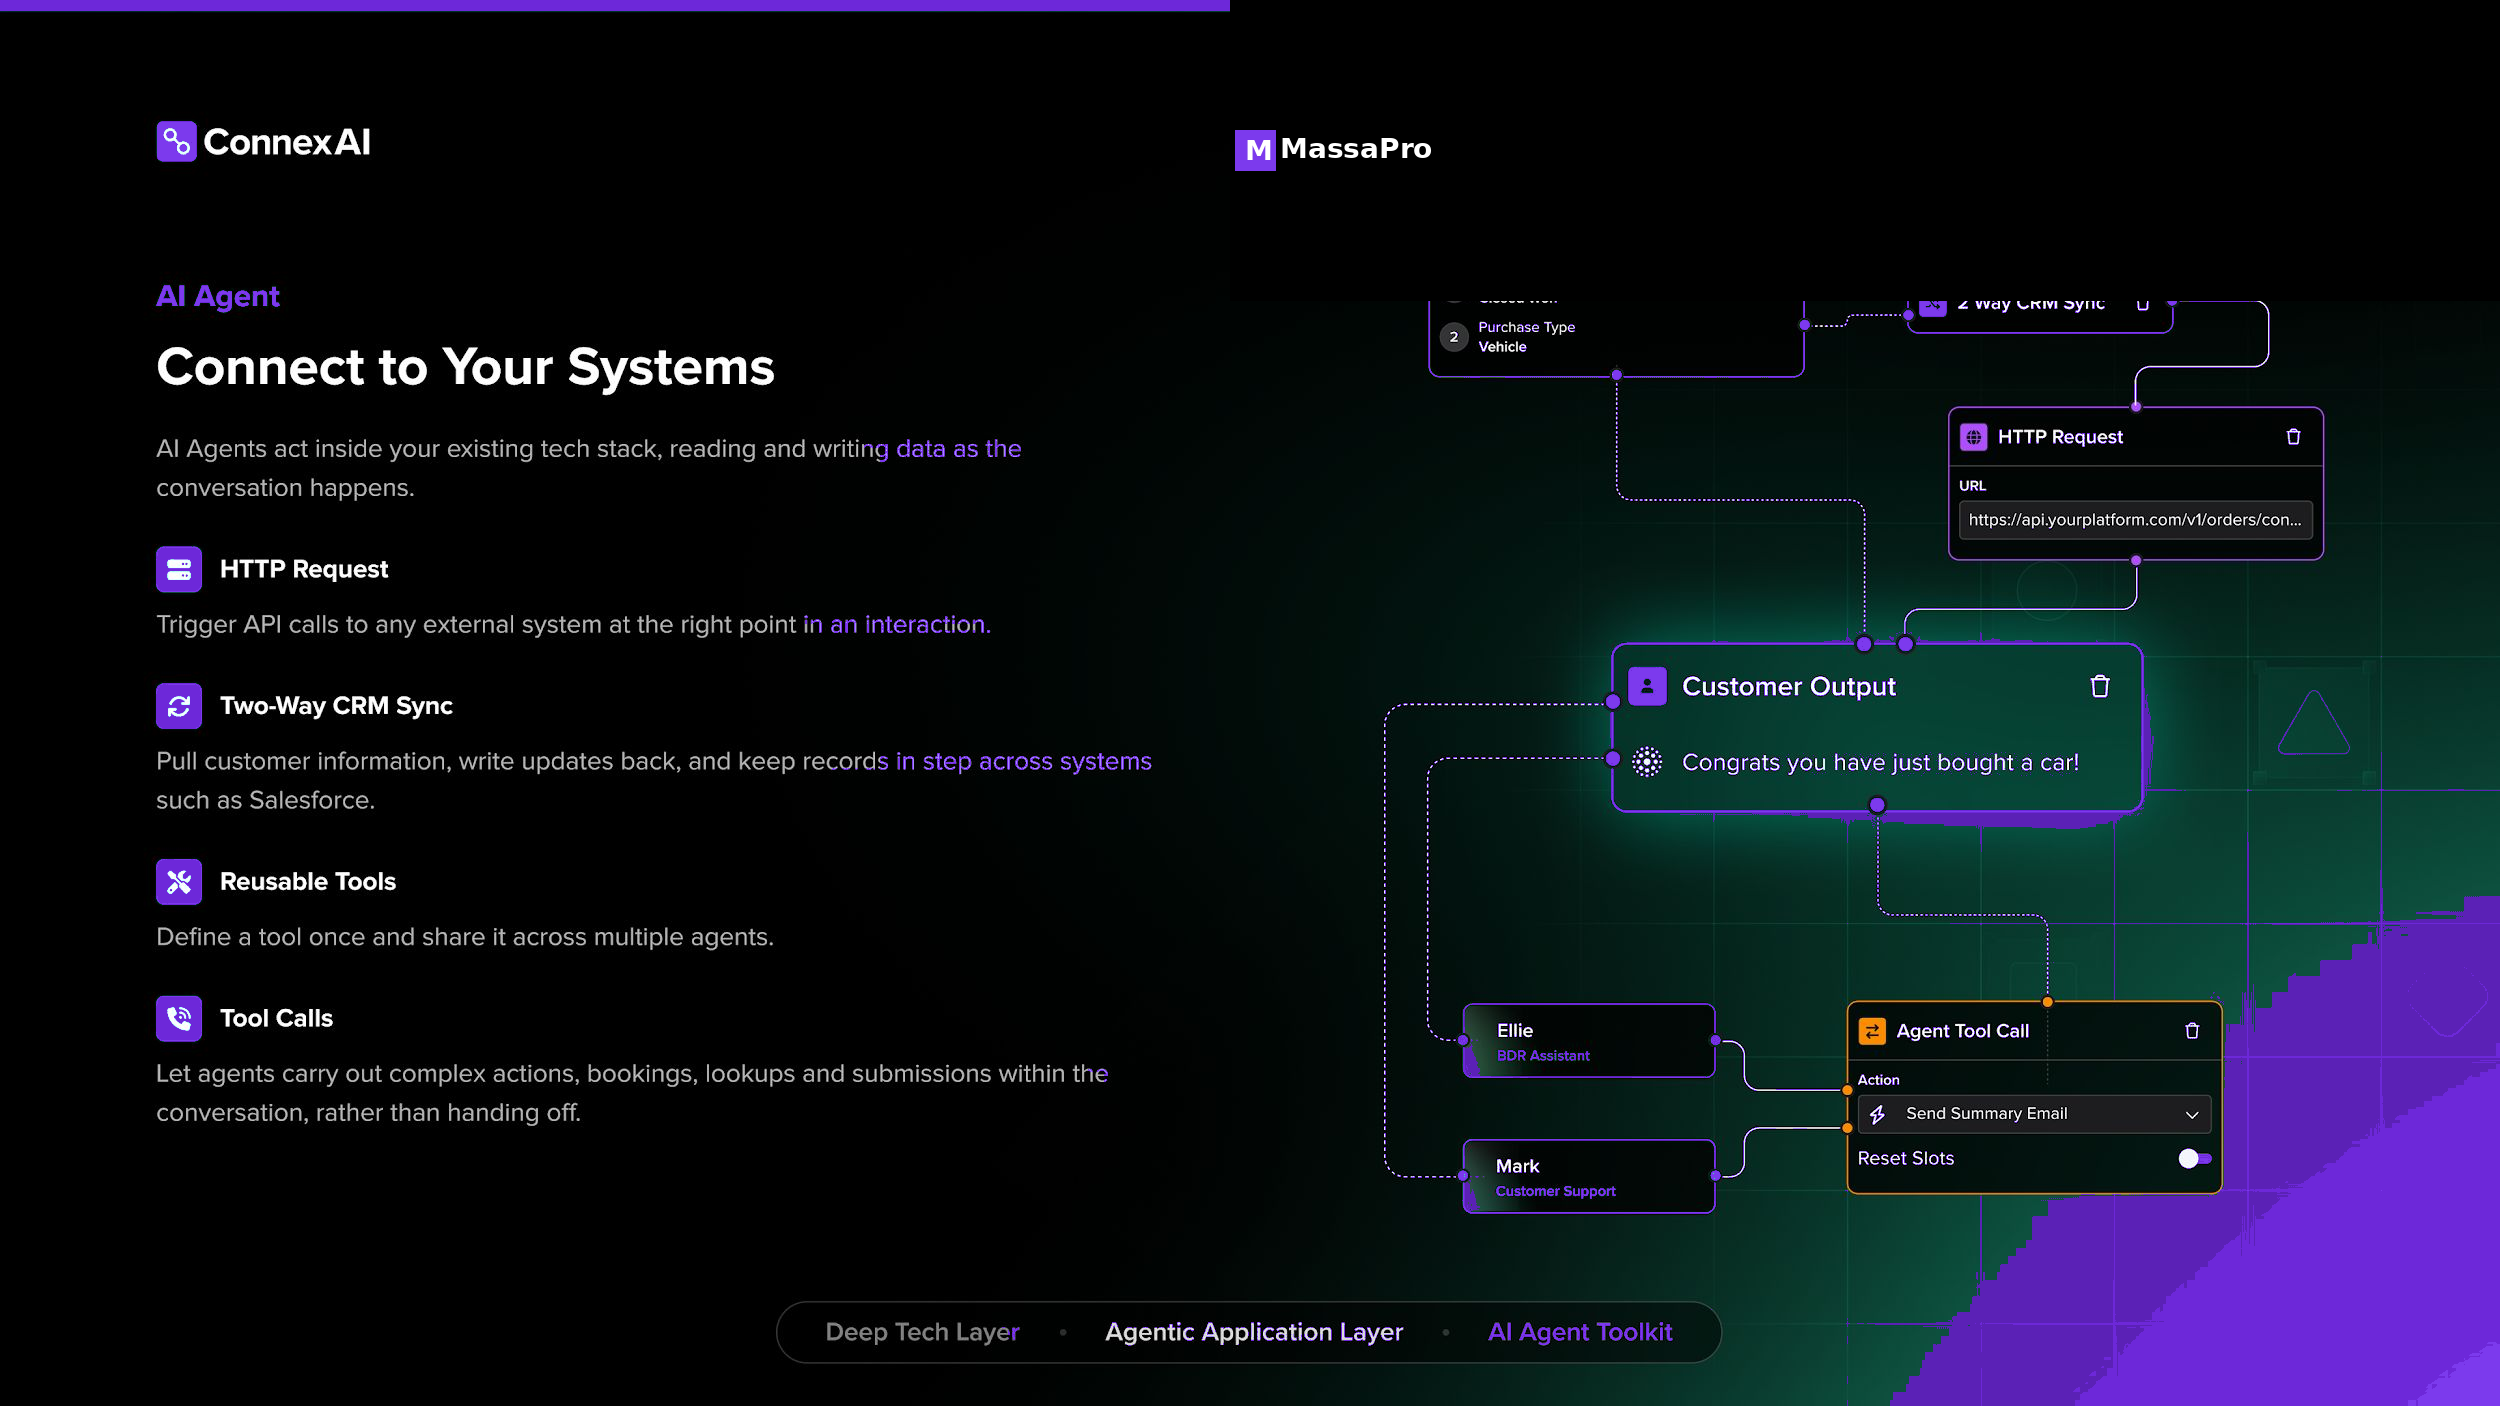 ConnexAI
M MassaPro
AI Agent
Connect to Your Systems
AI Agents act inside your existing tech stack, reading and writing data as the
conversation happens.
HTTP Request
Trigger API calls to any external system at the right point in an interaction.
Two-Way CRM Sync
Pull customer information, write updates back, and keep records in step across systems
such as Salesforce.
Reusable Tools
Define a tool once and share it across multiple agents.
Tool Calls
Let agents carry out complex actions, bookings, lookups and submissions within the
conversation, rather than handing off.
2 Purchase Type
Vehicle
2 Way CRM Sync
HTTP Request
URL
https://api.yourplatform.com/v1/orders/con...
Customer Output
Congrats you have just bought a car!
Ellie
BDR Assistant
Mark
Customer Support
Agent Tool Call
Action
Send Summary Email
Reset Slots
Deep Tech Layer • Agentic Application Layer • AI Agent Toolkit